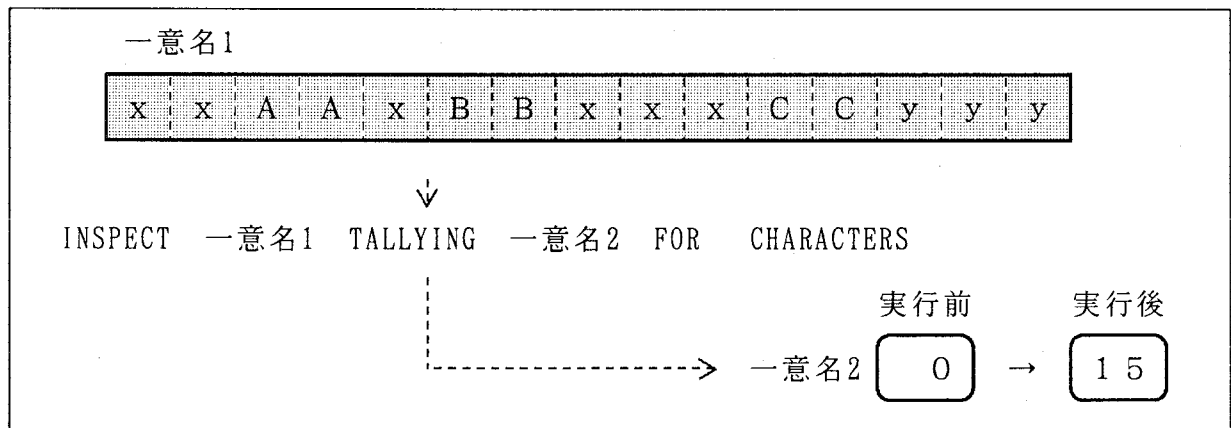 一意名1
x x A A x B B x x x C C y y y
INSPECT 一意名1 TALLYING 一意名2 FOR CHARACTERS
実行前 実行後
一意名2 0 → 15